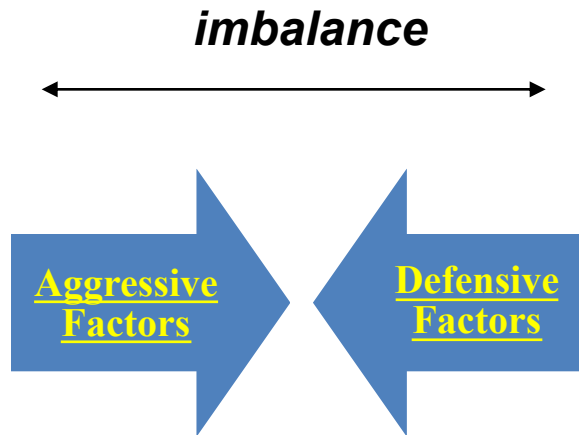 imbalance
Aggressive
Factors
Defensive
Factors